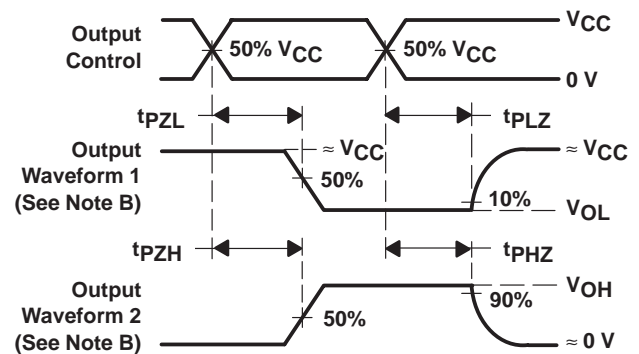 Output
Control
50% VCC
50% VCC
VCC
0 V
tPZL
tPLZ
Output
Waveform 1
(See Note B)
≈ VCC
50%
≈ VCC
10%
VOL
tPZH
tPHZ
Output
Waveform 2
(See Note B)
50%
VOH
90%
≈ 0 V